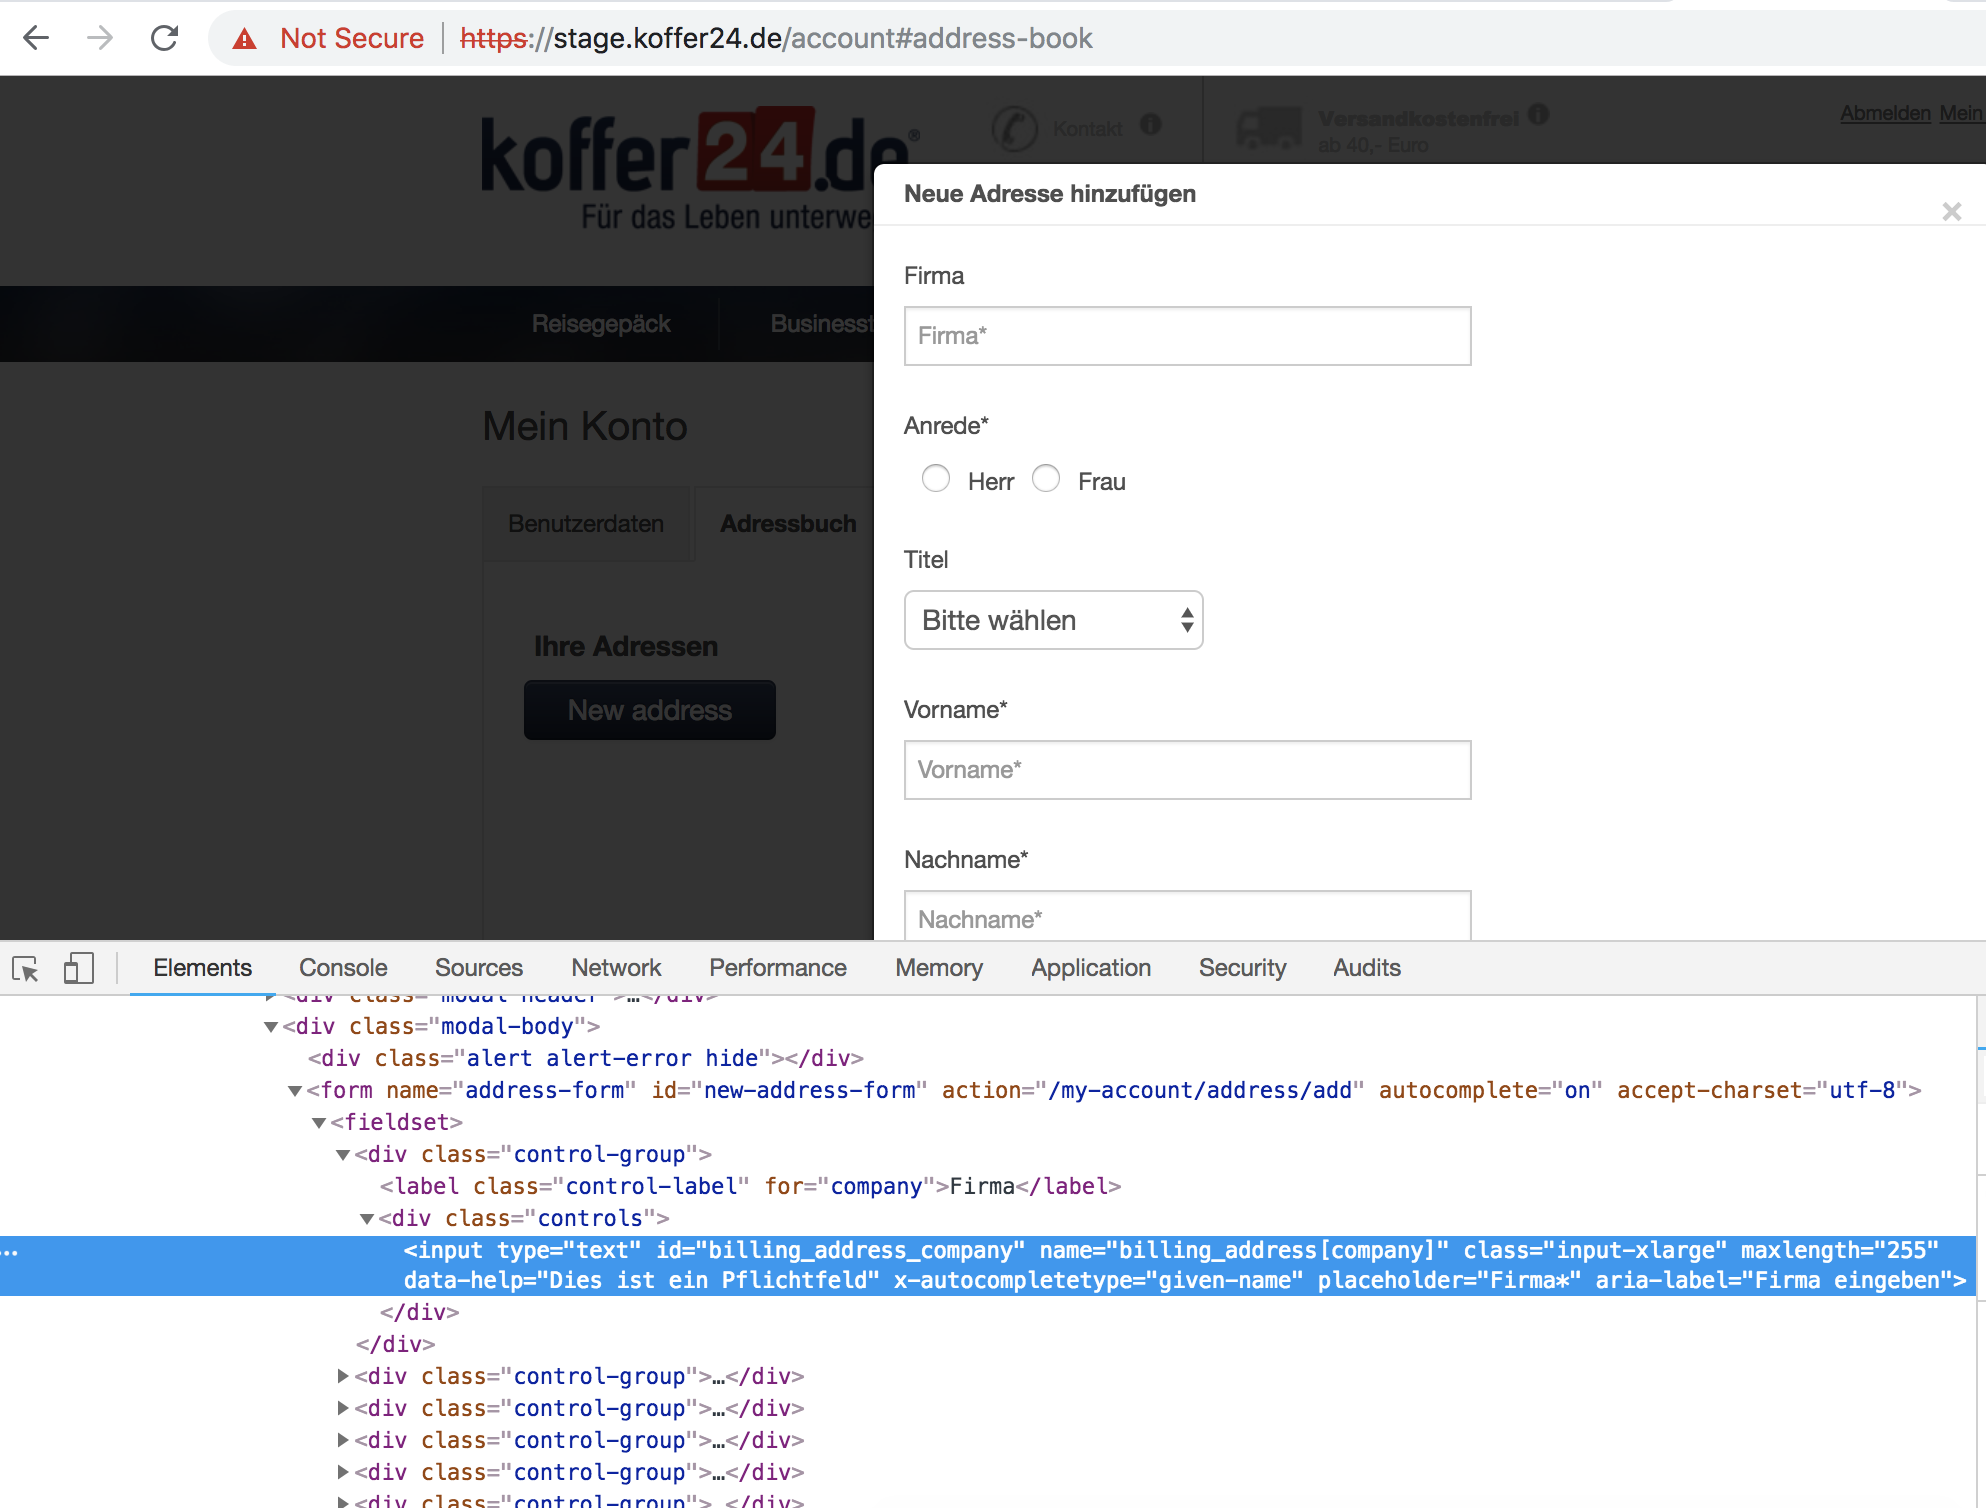 Not Secure | https://stage.koffer24.de/account#address-book
koffer24.de®
Für das Leben unterwe
Kontakt
Versandkostenfrei
ab 40,- Euro
Abmelden Mein
Neue Adresse hinzufügen
×
Firma
Firma*
Reisegepäck
Businesst
Anrede*
Herr Frau
Mein Konto
Benutzerdaten
Adressbuch
Titel
Bitte wählen
Ihre Adressen
New address
Vorname*
Vorname*
Nachname*
Nachname*
Elements Console Sources Network Performance Memory Application Security Audits
<div class="modal-header">…</div>
<div class="modal-body">
<div class="alert alert-error hide"></div>
<form name="address-form" id="new-address-form" action="/my-account/address/add" autocomplete="on" accept-charset="utf-8">
<fieldset>
<div class="control-group">
<label class="control-label" for="company">Firma</label>
<div class="controls">
<input type="text" id="billing_address_company" name="billing_address[company]" class="input-xlarge" maxlength="255"
data-help="Dies ist ein Pflichtfeld" x-autocompletetype="given-name" placeholder="Firma*" aria-label="Firma eingeben">
</div>
</div>
<div class="control-group">…</div>
<div class="control-group">…</div>
<div class="control-group">…</div>
<div class="control-group">…</div>
<div class="control-group">…</div>